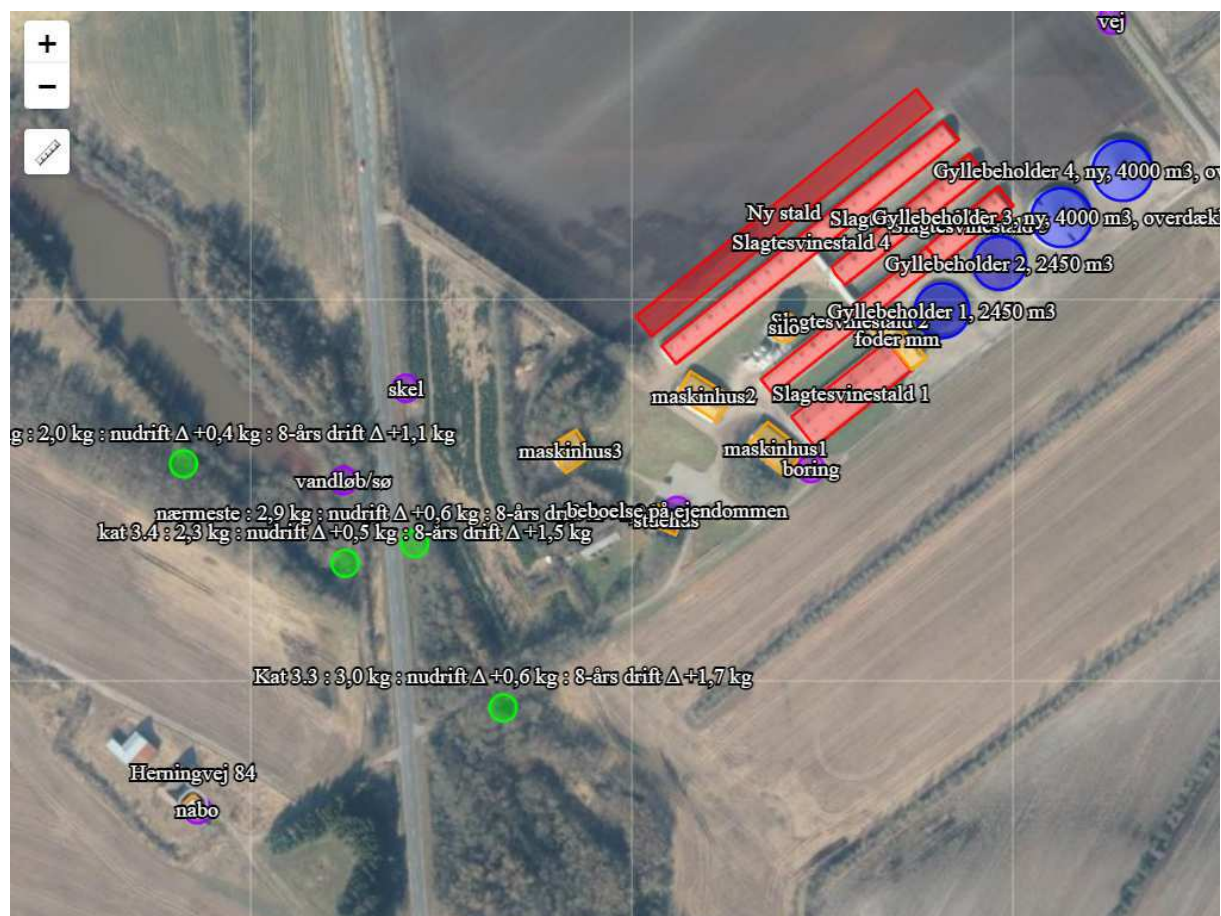 +
vej
−
Gyllebeholder 4, ny, 4000 m3, ov
Ny stald
Gyllebeholder 3, ny, 4000 m3, overdækk
Slagtesvinestald 4
Gyllebeholder 2, 2450 m3
Gyllebeholder 1, 2450 m3
silo
Slagtesvinestald 2
foder mm
skel
maskinhus2
Slagtesvinestald 1
g : 2,0 kg : nudrift Δ +0,4 kg : 8-års drift Δ +1,1 kg
maskinhus3
maskinhus1
boring
vandløb/sø
nærmeste : 2,9 kg : nudrift Δ +0,6 kg : 8-års
beboelse på ejendommen
stuehus
kat 3.4 : 2,3 kg : nudrift Δ +0,5 kg : 8-års drift Δ +1,5 kg
Kat 3.3 : 3,0 kg : nudrift Δ +0,6 kg : 8-års drift Δ +1,7 kg
Herningvej 84
nabo